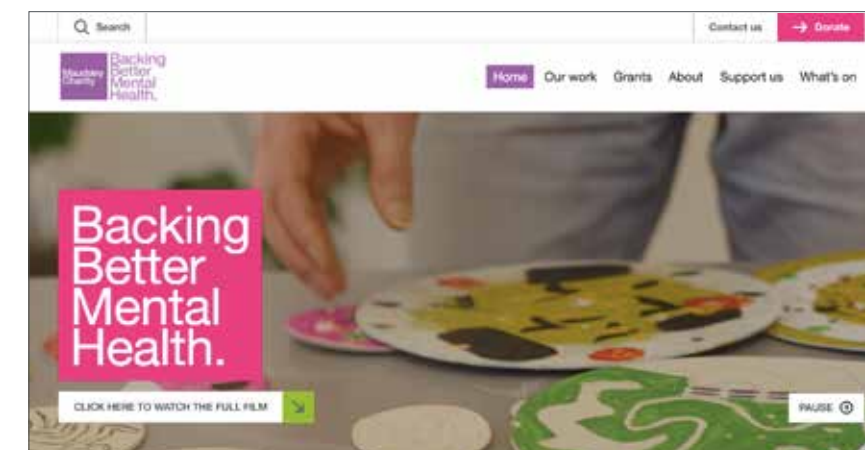 Search
Contact us
→ Donate
Maudsley
Charity
Backing
Better
Mental
Health.
Home Our work Grants About Support us What's on
Backing
Better
Mental
Health.
CLICK HERE TO WATCH THE FULL FILM
PAUSE